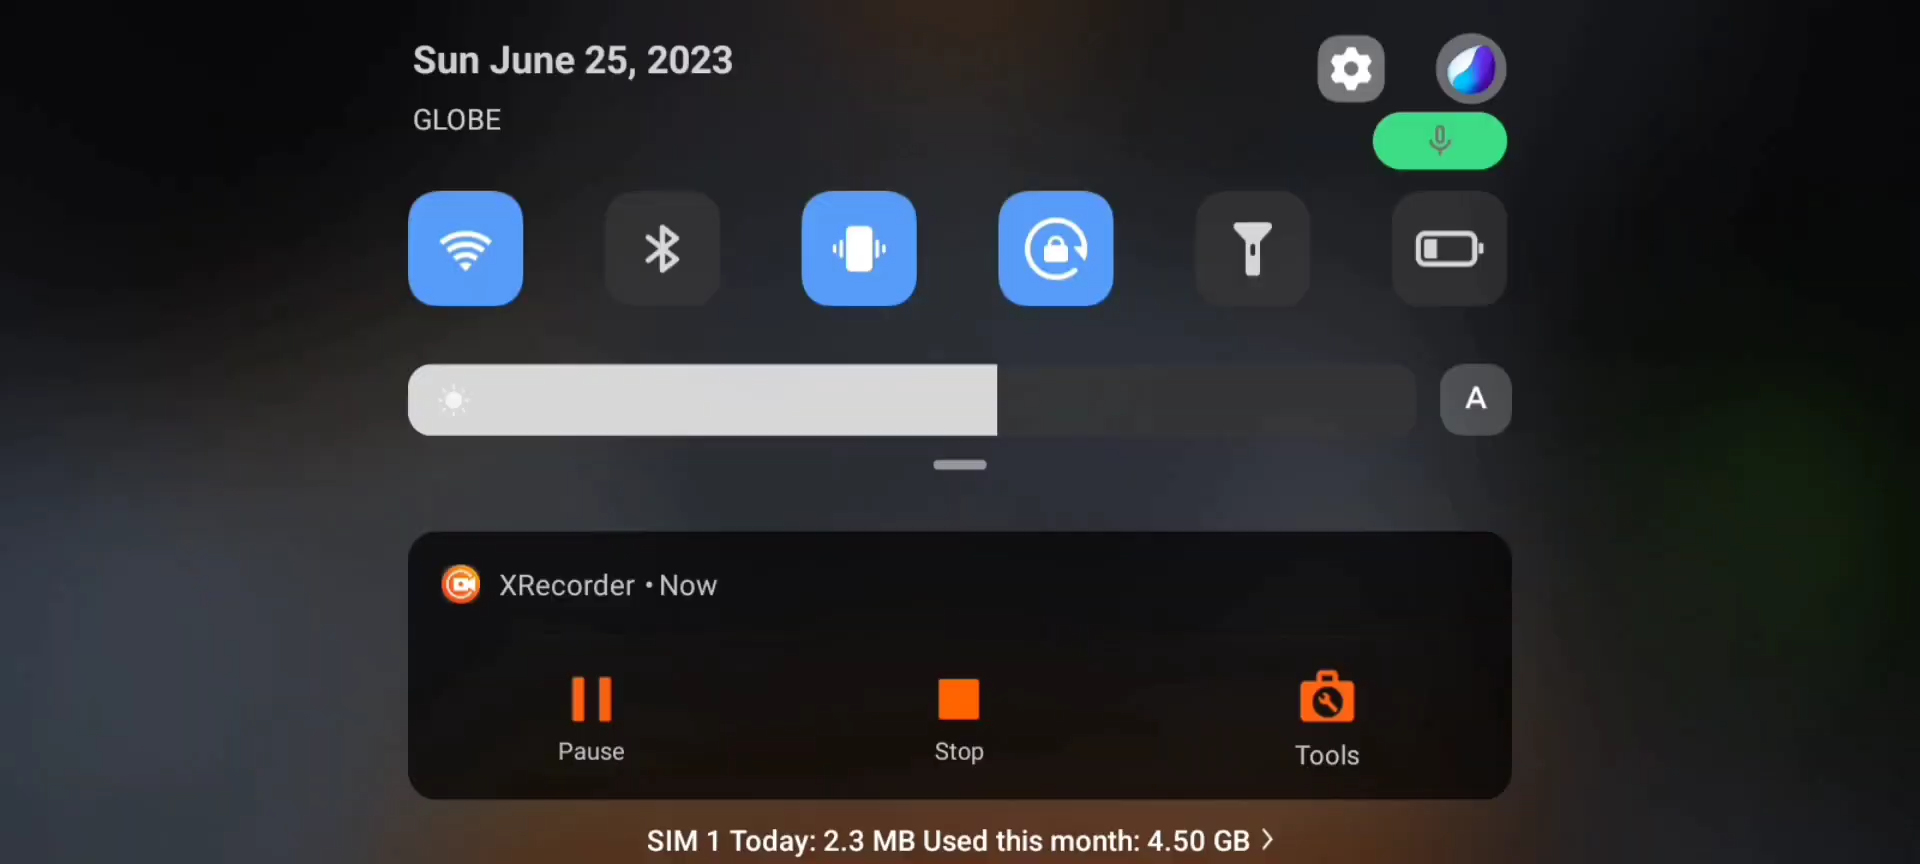 Sun June 25, 2023
GLOBE
A
XRecorder • Now
Pause
Stop
Tools
SIM 1 Today: 2.3 MB Used this month: 4.50 GB >